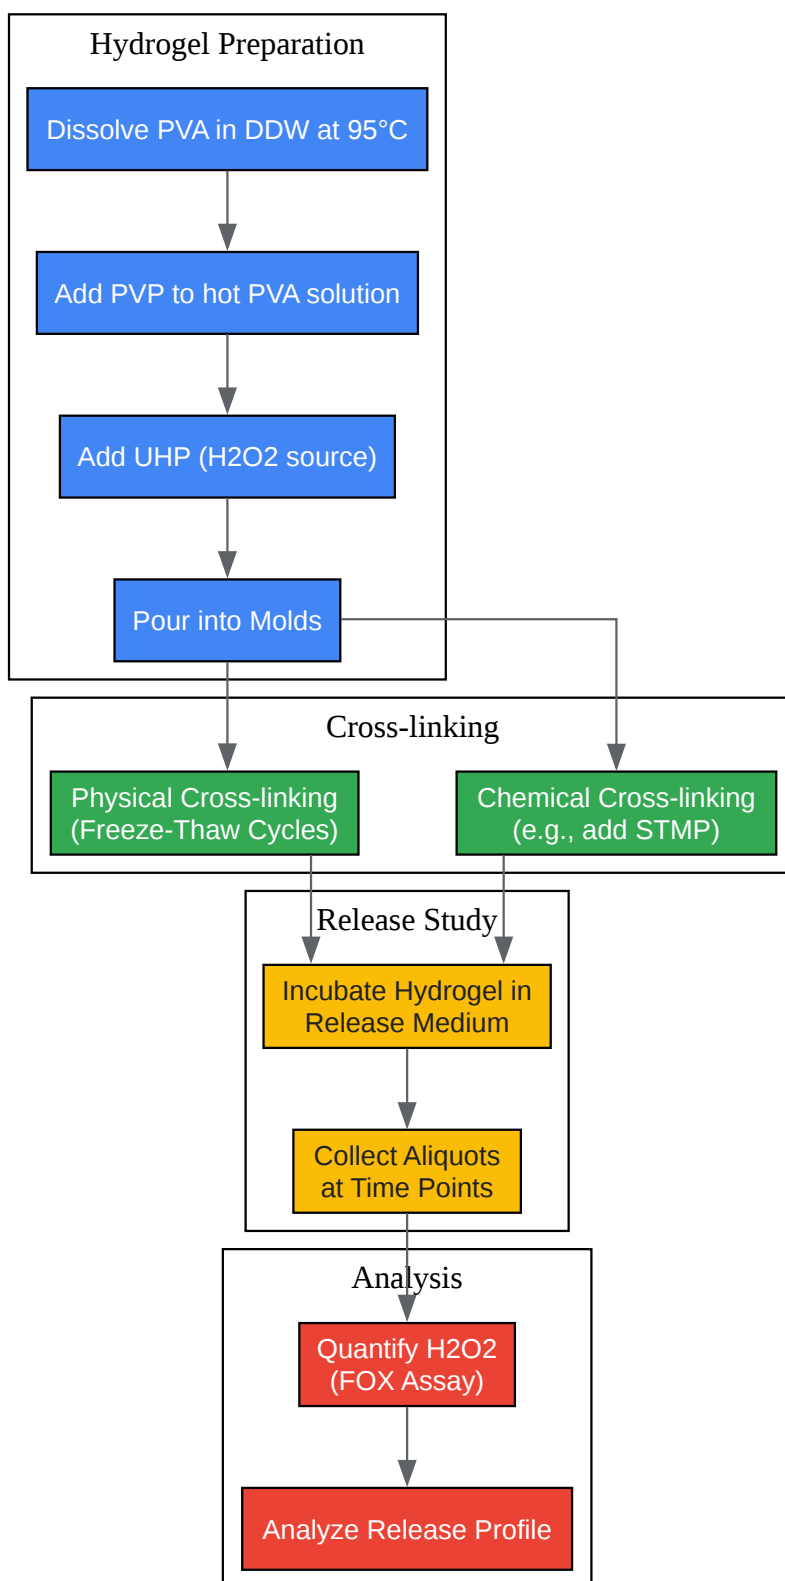 Hydrogel Preparation
Dissolve PVA in DDW at 95°C
Add PVP to hot PVA solution
Add UHP (H2O2 source)
Pour into Molds
Cross-linking
Physical Cross-linking
(Freeze-Thaw Cycles)
Chemical Cross-linking
(e.g., add STMP)
Release Study
Incubate Hydrogel in
Release Medium
Collect Aliquots
at Time Points
Analysis
Quantify H2O2
(FOX Assay)
Analyze Release Profile